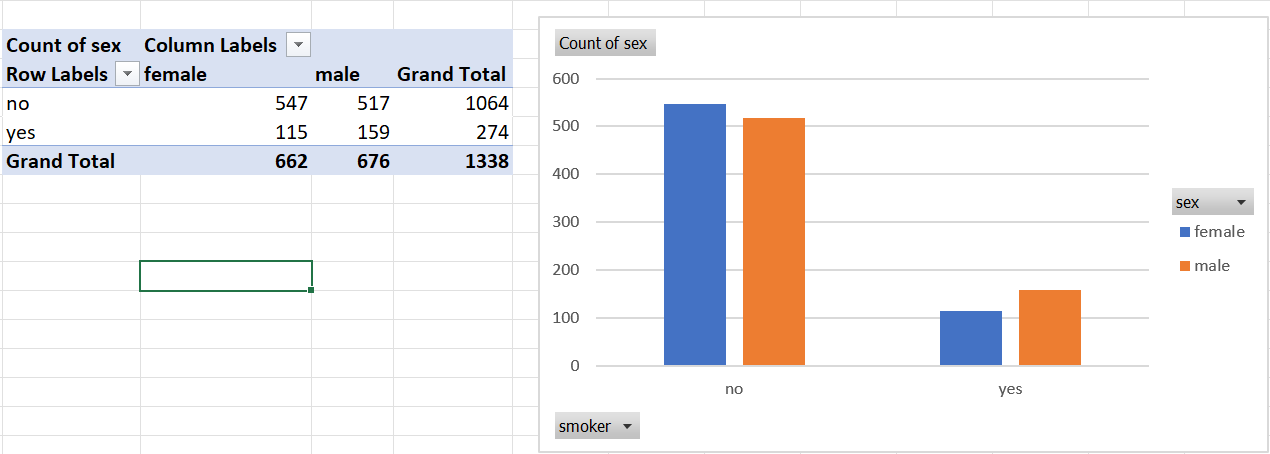 Count of sex Column Labels
Row Labels female male Grand Total
no 547 517 1064
yes 115 159 274
Grand Total 662 676 1338
Count of sex
600
500
400
300
200
100
0
no yes
smoker
sex
female
male